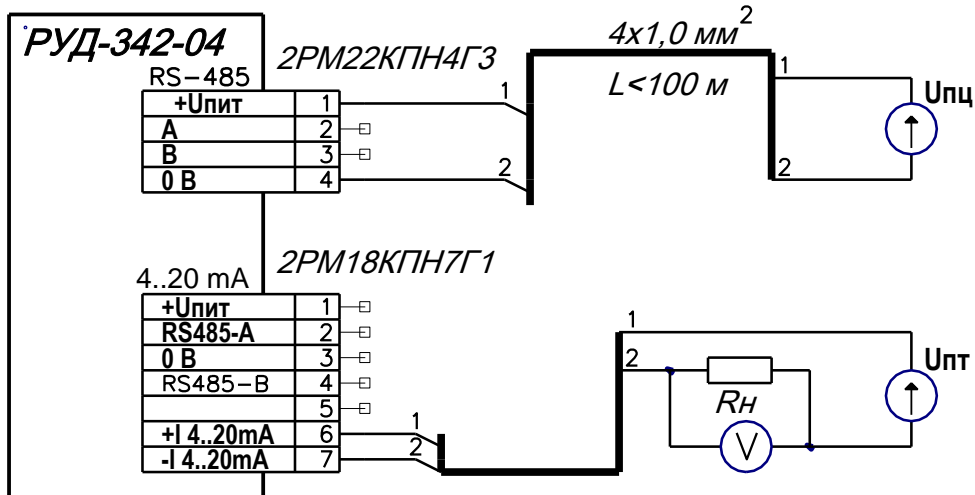 РУД-342-04
RS-485
2РМ22КПН4Г3
4x1,0 мм2
L<100 м
+Uпит 1
A 2
B 3
0 В 4
1
2
1
2
Uпц
2РМ18КПН7Г1
4..20 mA
+Uпит 1
RS485-A 2
0 В 3
RS485-B 4
5
+I 4..20mA 6
-I 4..20mA 7
1
2
1
2
Rн
V
Uпт